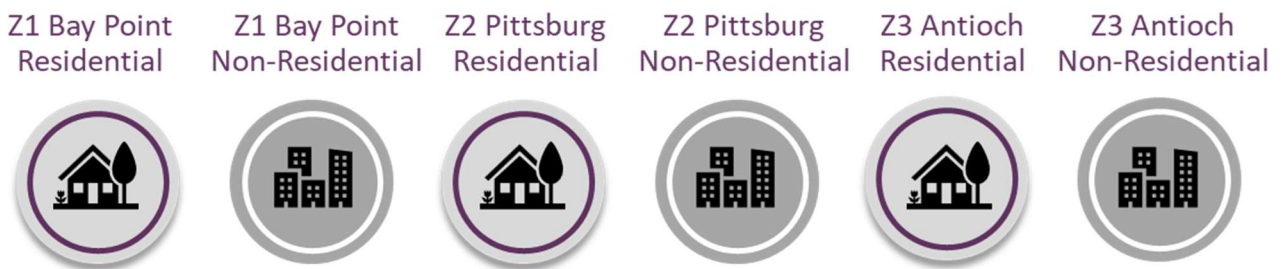 Z1 Bay Point
Residential
Z1 Bay Point
Non-Residential
Z2 Pittsburg
Residential
Z2 Pittsburg
Non-Residential
Z3 Antioch
Residential
Z3 Antioch
Non-Residential